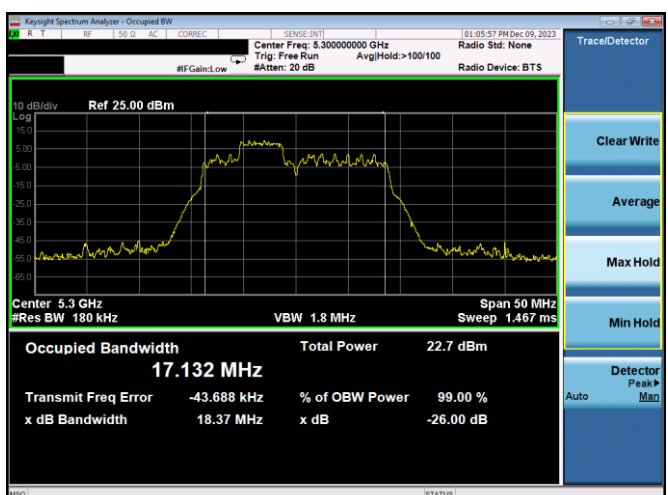 Keysight Spectrum Analyzer - Occupied BW
LXI R T RF 50 Ω AC CORREC SENSE:INT 01:05:57 PM Dec 09, 2023
Center Freq: 5.300000000 GHz Radio Std: None
Trig: Free Run Avg|Hold:>100/100
#IFGain:Low #Atten: 20 dB Radio Device: BTS
Trace/Detector
10 dB/div Ref 25.00 dBm
Log
15.0
5.00
-5.00
-15.0
-25.0
-35.0
-45.0
-55.0
-65.0
Center 5.3 GHz Span 50 MHz
#Res BW 180 kHz VBW 1.8 MHz Sweep 1.467 ms
Occupied Bandwidth Total Power 22.7 dBm
17.132 MHz
Transmit Freq Error -43.688 kHz % of OBW Power 99.00 %
x dB Bandwidth 18.37 MHz x dB -26.00 dB
Clear Write
Average
Max Hold
Min Hold
Detector
Peak▶
Auto Man
MSG STATUS